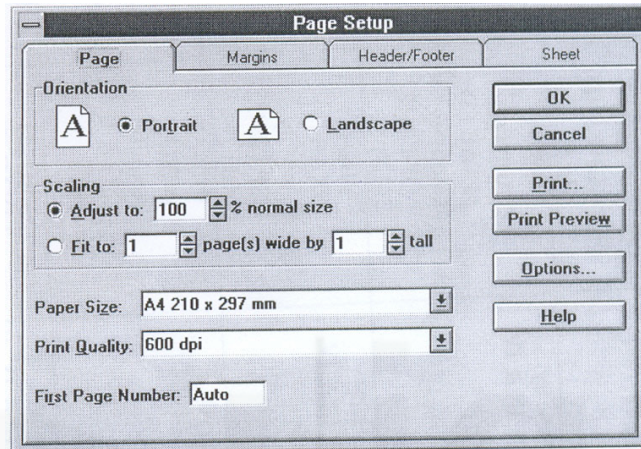 Page Setup
Page Margins Header/Footer Sheet
Orientation
A Portrait A Landscape
Scaling
Adjust to: 100 % normal size
Fit to: 1 page(s) wide by 1 tall
Paper Size: A4 210 x 297 mm
Print Quality: 600 dpi
First Page Number: Auto
OK
Cancel
Print...
Print Preview
Options...
Help